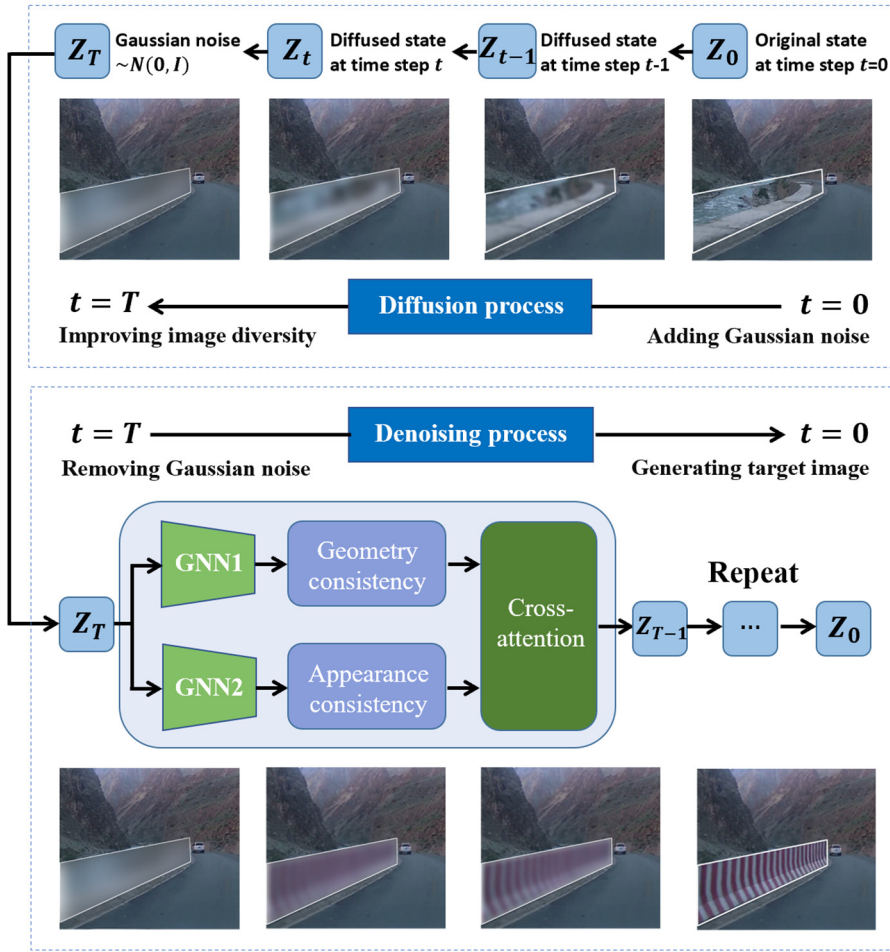 Z_T Gaussian noise Z_t Diffused state Z_{t-1} Diffused state Z_0 Original state
~N(0, I) at time step t at time step t-1 at time step t=0
t = T Diffusion process t = 0
Improving image diversity Adding Gaussian noise
t = T Denoising process t = 0
Removing Gaussian noise Generating target image
GNN1 Geometry
consistency
Repeat
Z_T Cross-
attention Z_{T-1} ... Z_0
GNN2 Appearance
consistency